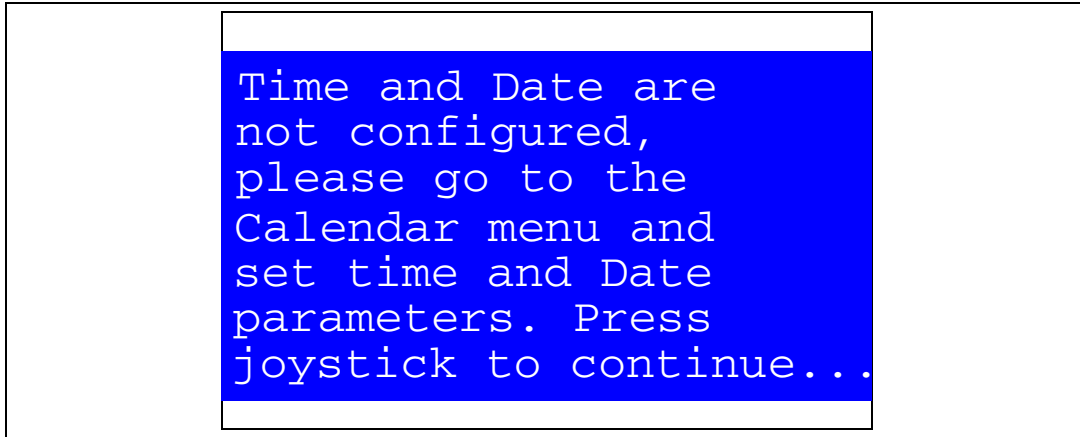 Time and Date are
not configured,
please go to the
Calendar menu and
set time and Date
parameters. Press
joystick to continue...